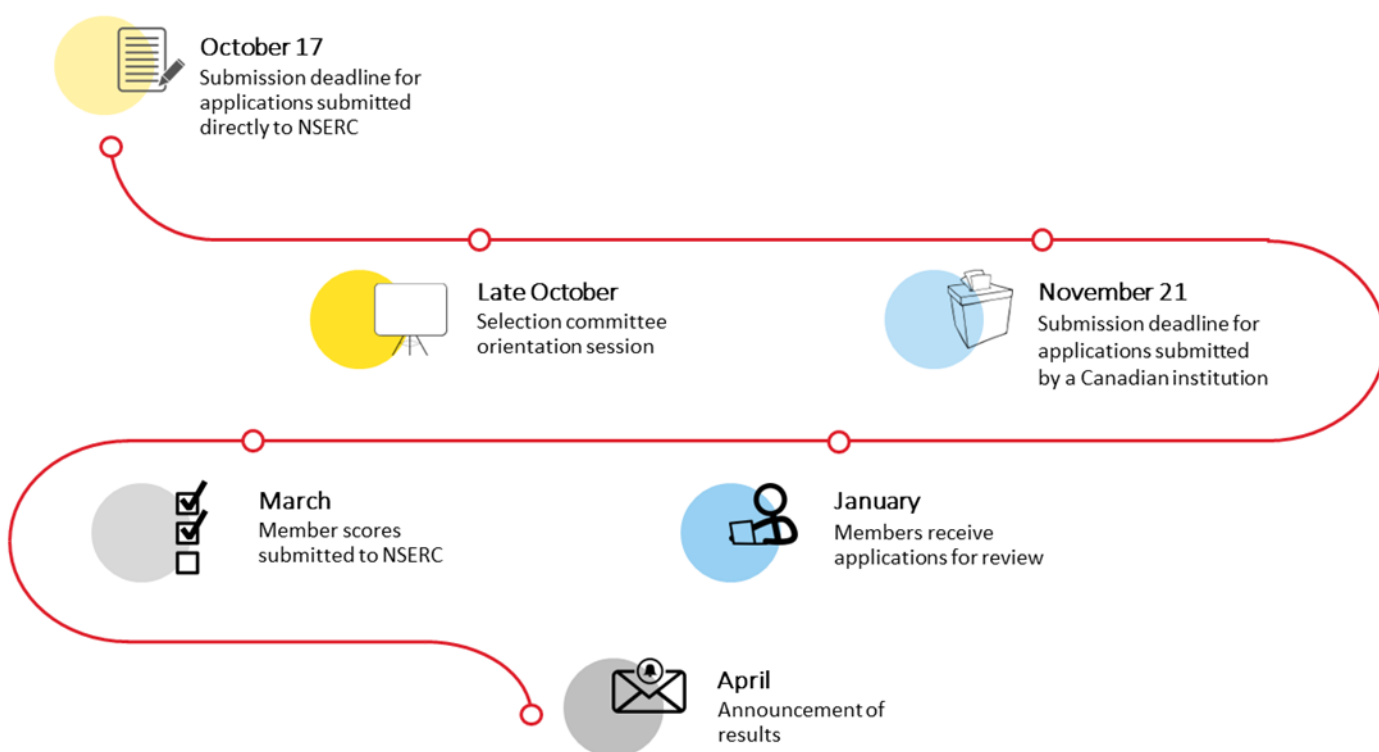 October 17
Submission deadline for
applications submitted
directly to NSERC
Late October
Selection committee
orientation session
November 21
Submission deadline for
applications submitted
by a Canadian institution
January
Members receive
applications for review
March
Member scores
submitted to NSERC
April
Announcement of
results